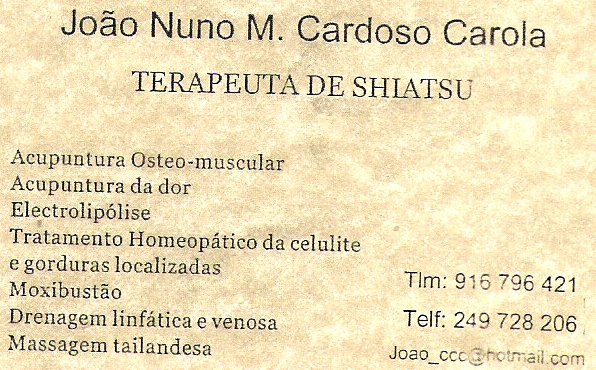 João Nuno M. Cardoso Carola
TERAPEUTA DE SHIATSU
Acupuntura Osteo-muscular
Acupuntura da dor
Electrolipólise
Tratamento Homeopático da celulite
e gorduras localizadas
Moxibustão
Drenagem linfática e venosa
Massagem tailandesa
Tlm: 916 796 421
Telf: 249 728 206
Joao_ccc@hotmail.com